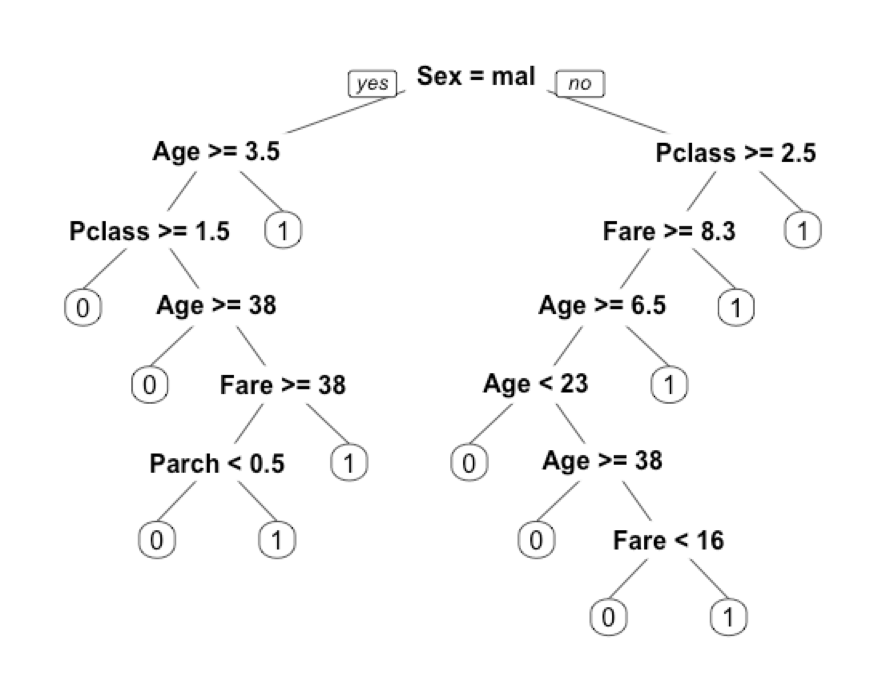 yes Sex = mal no
Age >= 3.5 Pclass >= 2.5
Pclass >= 1.5 1 Fare >= 8.3 1
0 Age >= 38 Age >= 6.5 1
0 Fare >= 38 Age < 23 1
Parch < 0.5 1 0 Age >= 38
0 1 0 Fare < 16
0 1